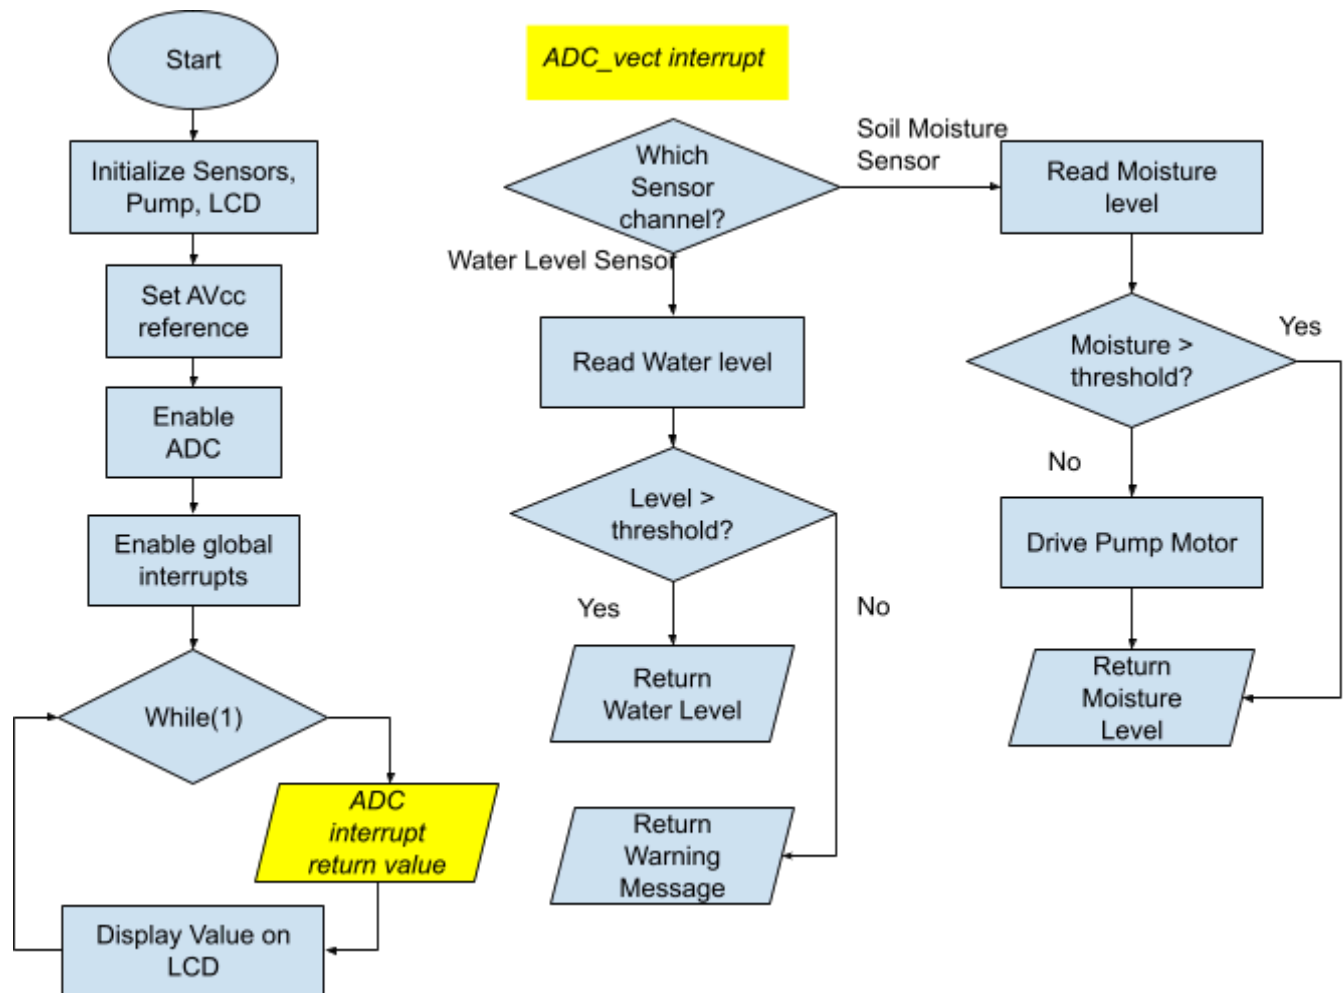 Start
Initialize Sensors,
Pump, LCD
Set AVcc
reference
Enable
ADC
Enable global
interrupts
While(1)
ADC
interrupt
return value
Display Value on
LCD
ADC_vect interrupt
Which
Sensor
channel?
Soil Moisture
Sensor
Water Level Sensor
Read Water level
Level >
threshold?
Yes
No
Return
Water Level
Return
Warning
Message
Read Moisture
level
Moisture >
threshold?
Yes
No
Drive Pump Motor
Return
Moisture
Level